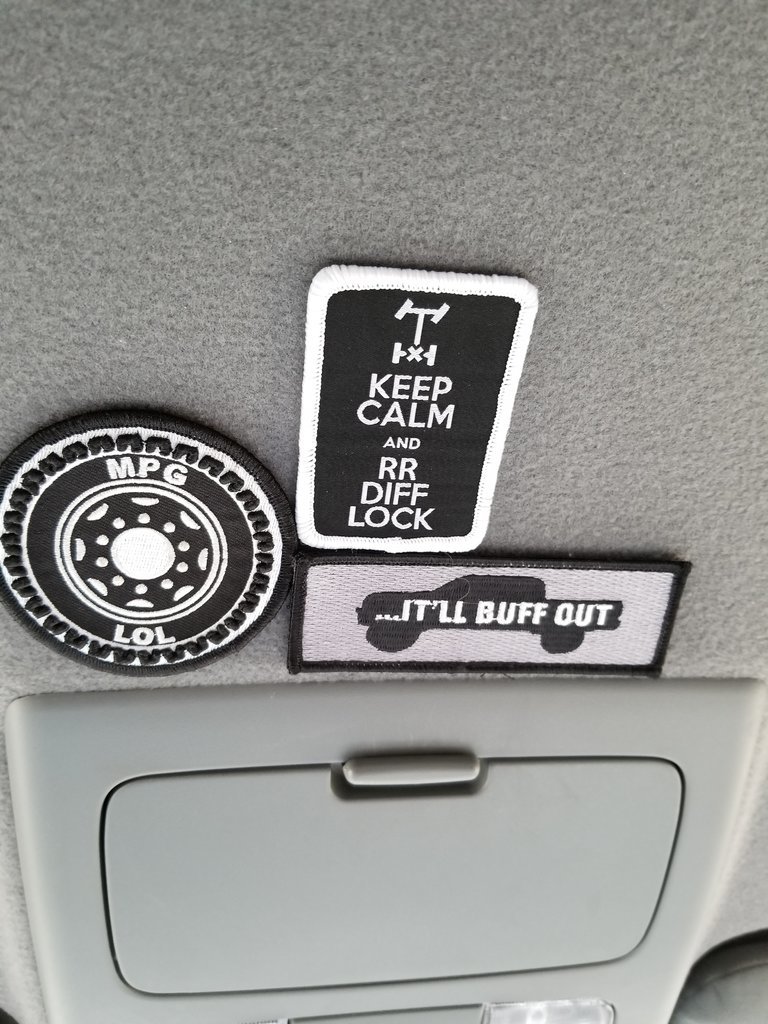 KEEP
CALM
AND
RR
DIFF
LOCK
MPG
LOL
...IT'LL BUFF OUT